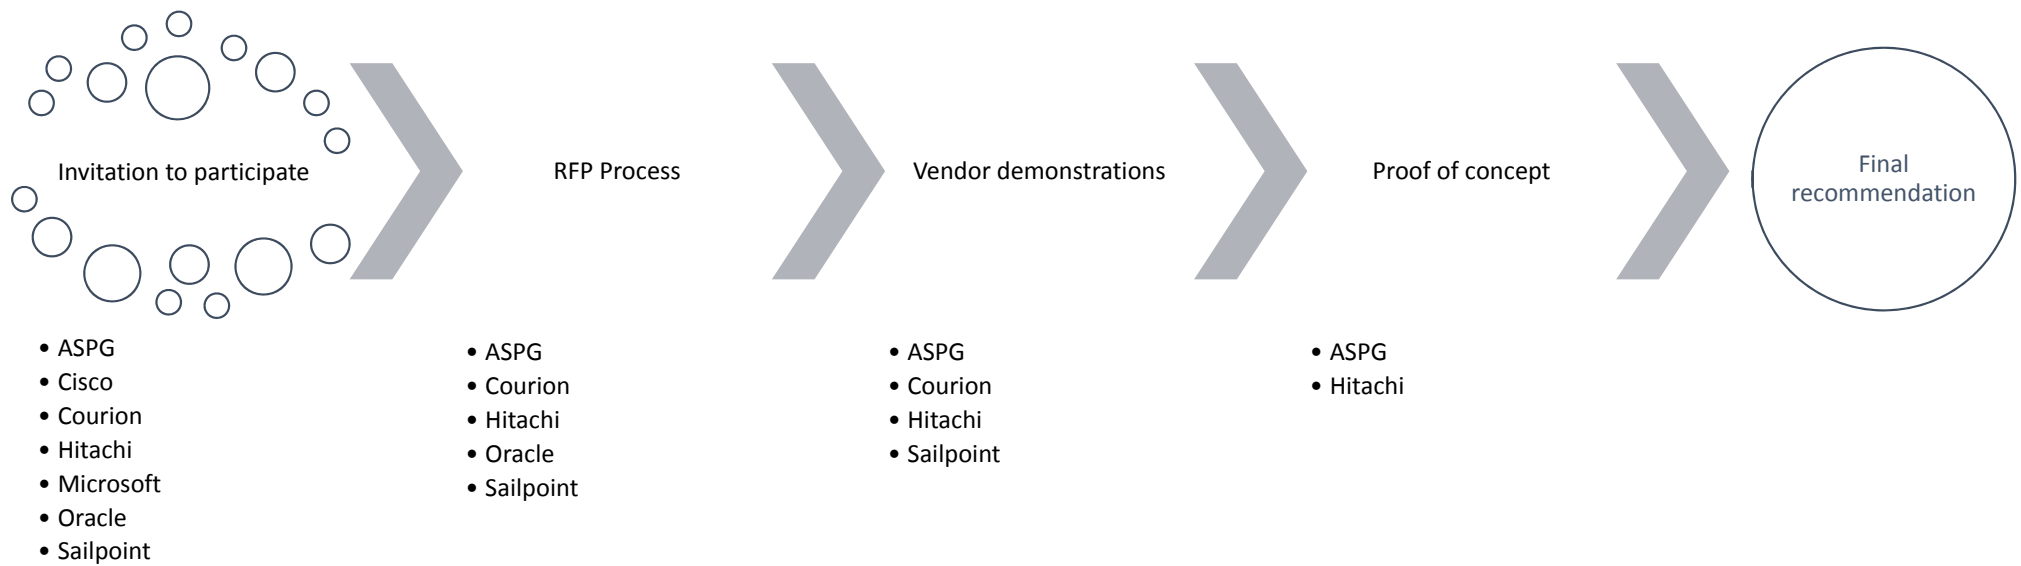 Invitation to participate
RFP Process
Vendor demonstrations
Proof of concept
Final
recommendation
• ASPG
• Cisco
• Courion
• Hitachi
• Microsoft
• Oracle
• Sailpoint
• ASPG
• Courion
• Hitachi
• Oracle
• Sailpoint
• ASPG
• Courion
• Hitachi
• Sailpoint
• ASPG
• Hitachi